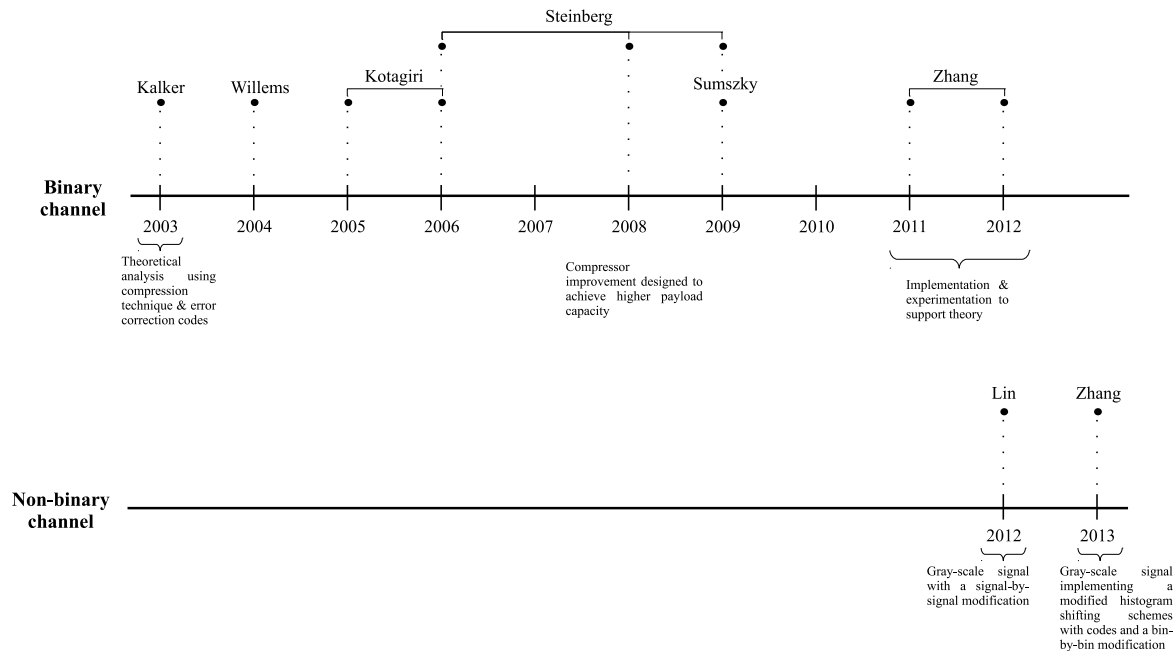 Steinberg
Kalker Willems Kotagiri Sumszky Zhang
Binary
channel
2003 2004 2005 2006 2007 2008 2009 2010 2011 2012
Theoretical
analysis using
compression
technique & error
correction codes
Compressor
improvement designed to
achieve higher payload
capacity
Implementation &
experimentation to
support theory
Lin Zhang
Non-binary
channel
2012 2013
Gray-scale signal
with a signal-by-
signal modification
Gray-scale signal
implementing a
modified histogram
shifting schemes
with codes and a bin-
by-bin modification